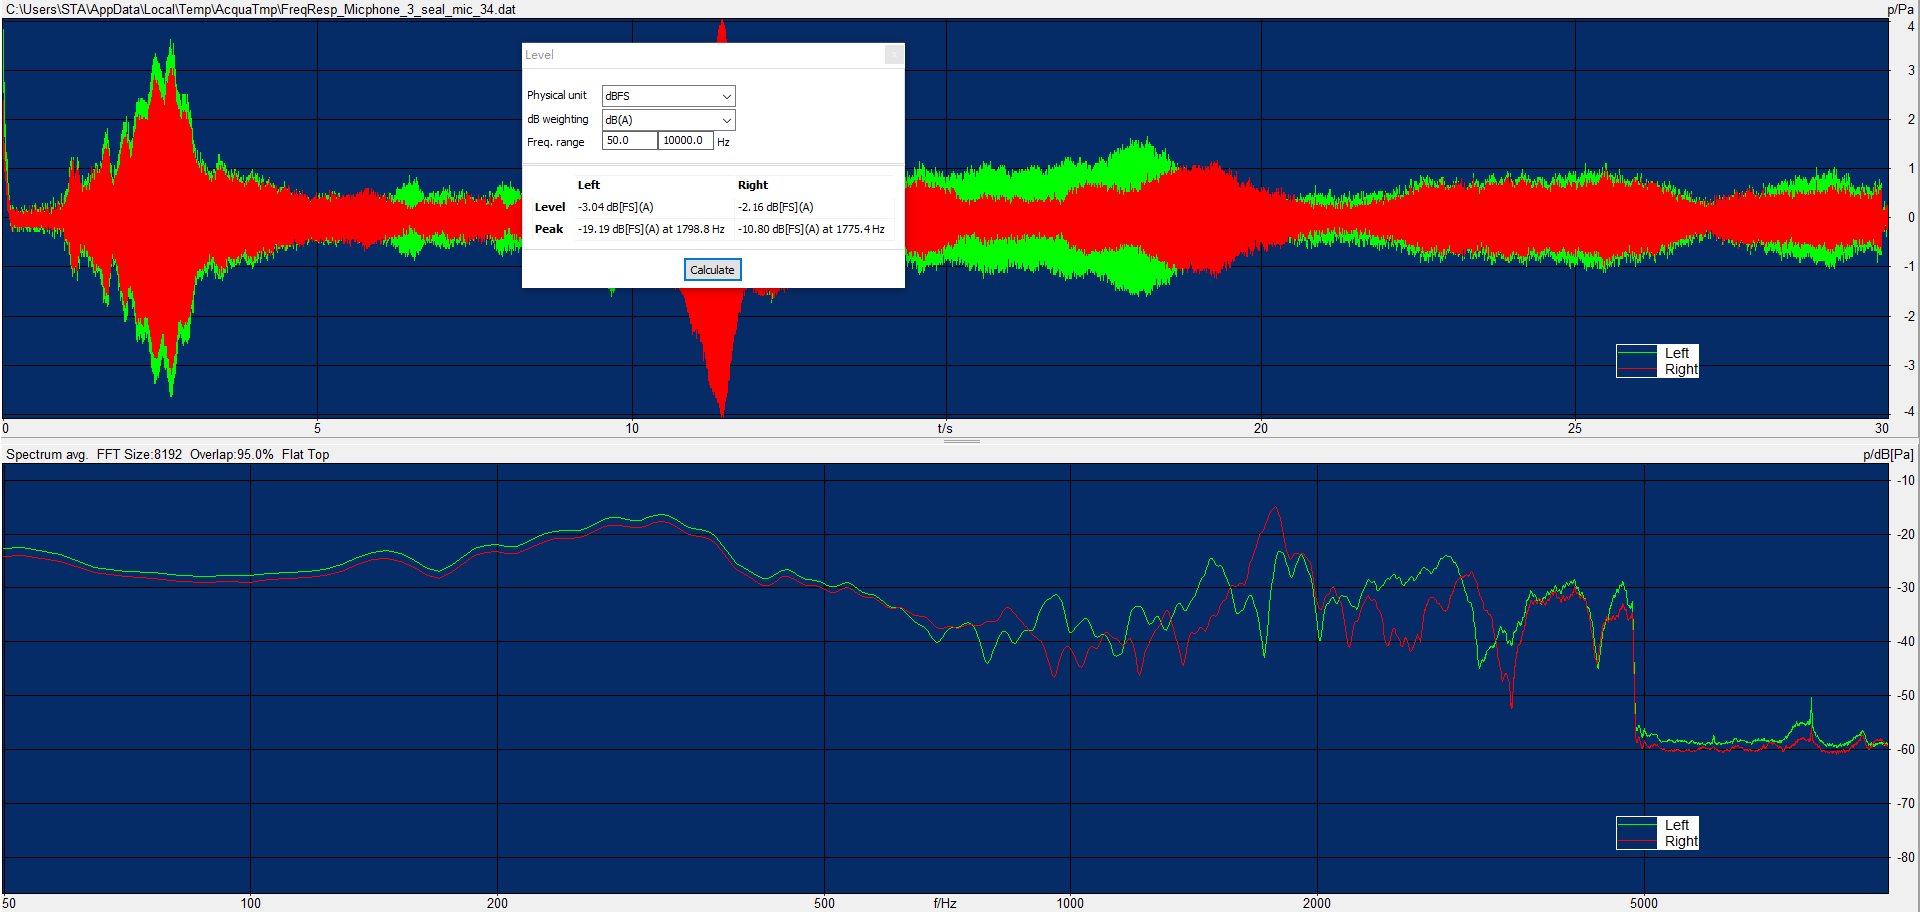 C:\Users\STA\AppData\Local\Temp\AcquaTmp\FreqResp_Micphone_3_seal_mic_34.dat
p/Pa
4
3
2
1
0
-1
-2
-3
-4
Level
Physical unit dBFS
dB weighting dB(A)
Freq. range 50.0 10000.0 Hz
Left Right
Level -3.04 dB[FS](A) -2.16 dB[FS](A)
Peak -19.19 dB[FS](A) at 1798.8 Hz -10.80 dB[FS](A) at 1775.4 Hz
Calculate
Left
Right
0 5 10 t/s 20 25 30
Spectrum avg. FFT Size:8192 Overlap:95.0% Flat Top
p/dB[Pa]
-10
-20
-30
-40
-50
-60
-70
-80
Left
Right
50 100 200 500 f/Hz 1000 2000 5000